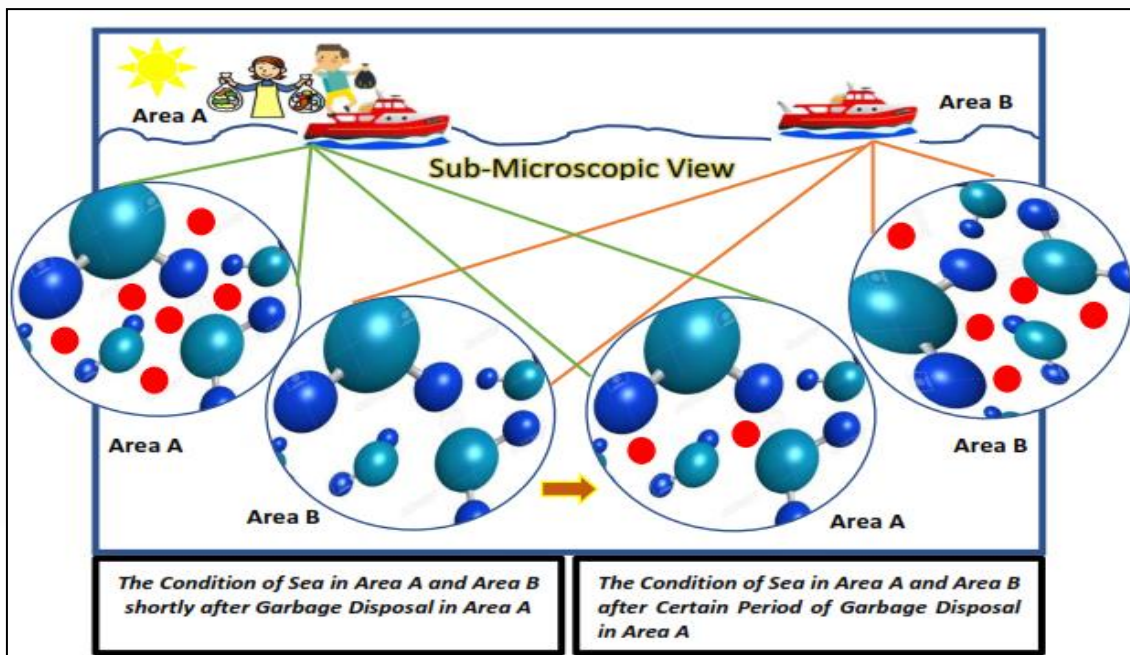 Area A
Area B
Sub-Microscopic View
Area A
Area B
Area B
Area A
The Condition of Sea in Area A and Area B
shortly after Garbage Disposal in Area A
The Condition of Sea in Area A and Area B
after Certain Period of Garbage Disposal
in Area A